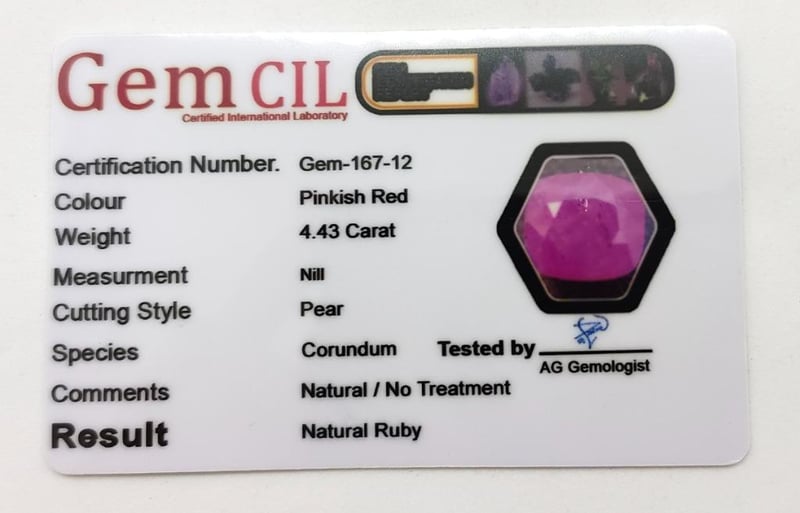 Gem CIL
Certified International Laboratory
Certification Number. Gem-167-12
Colour Pinkish Red
Weight 4.43 Carat
Measurment Nill
Cutting Style Pear
Species Corundum
Tested by
AG Gemologist
Comments Natural / No Treatment
Result Natural Ruby